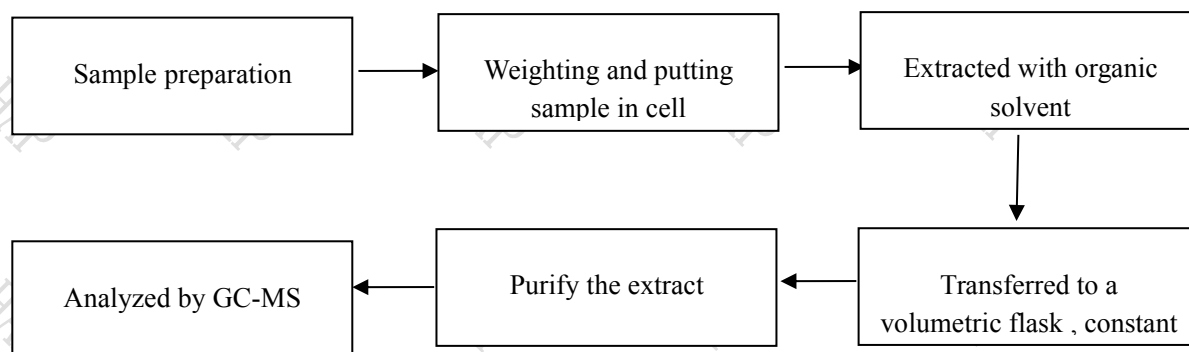 Sample preparation
Weighting and putting
sample in cell
Extracted with organic
solvent
Transferred to a
volumetric flask , constant
Purify the extract
Analyzed by GC-MS